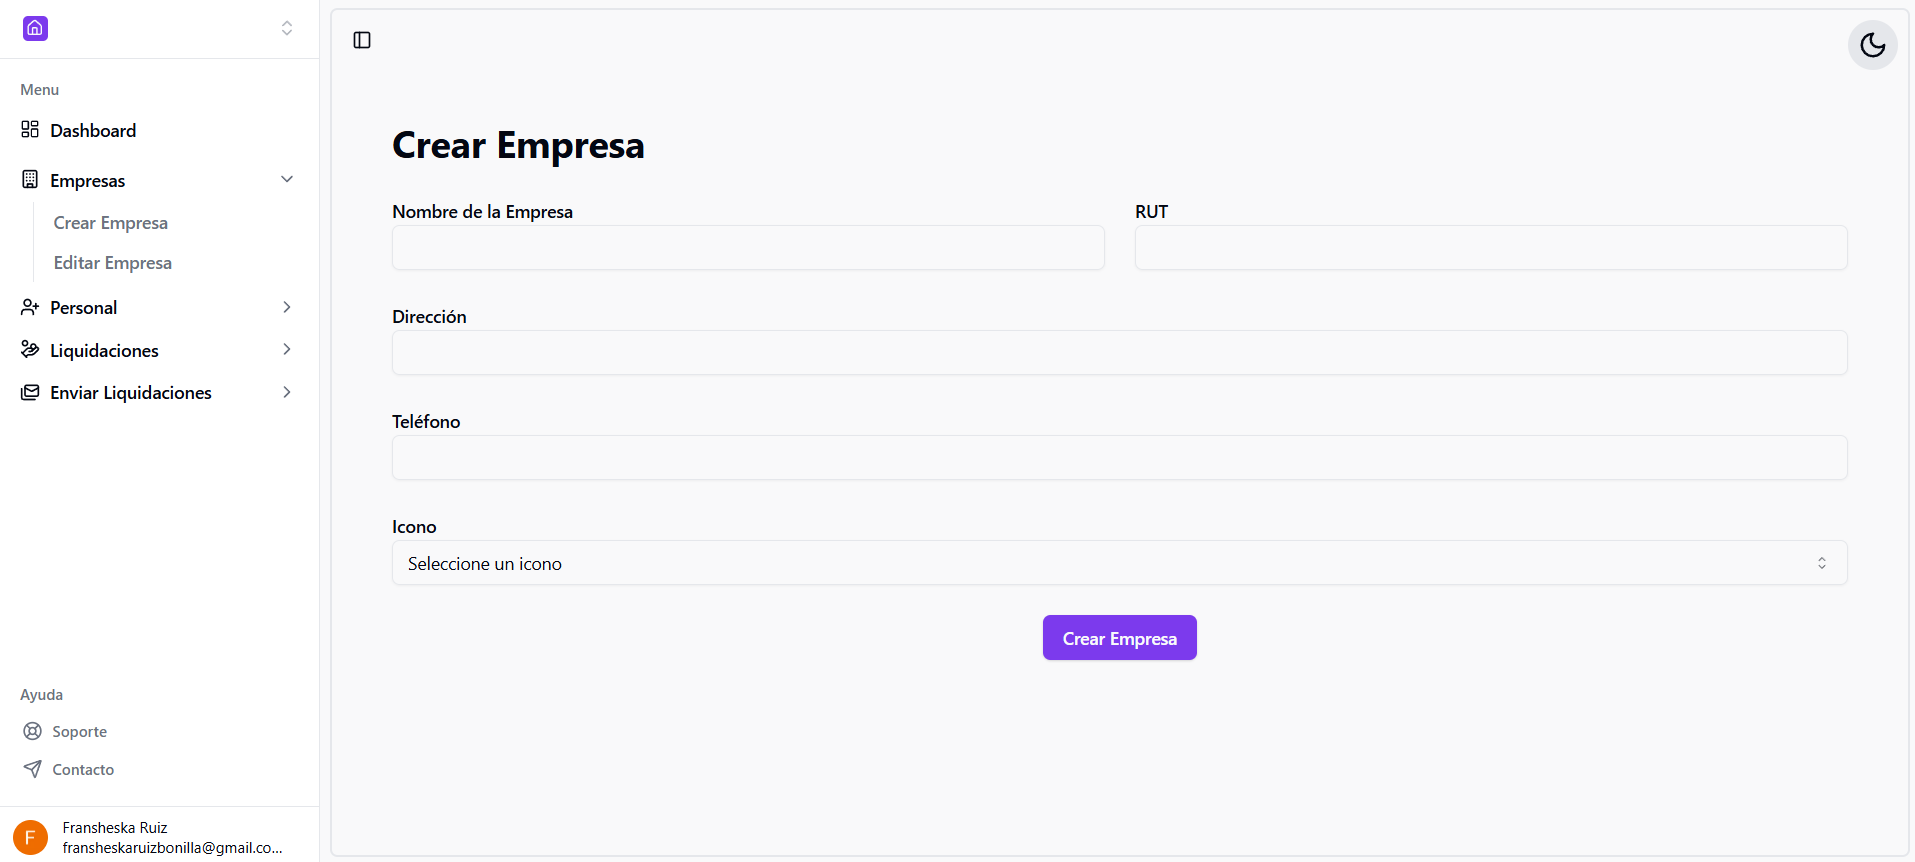 Menu
Dashboard
Empresas
Crear Empresa
Editar Empresa
Personal
Liquidaciones
Enviar Liquidaciones
Ayuda
Soporte
Contacto
F
Fransheska Ruiz
fransheskaruizbonilla@gmail.co...
Crear Empresa
Nombre de la Empresa
RUT
Dirección
Teléfono
Icono
Seleccione un icono
Crear Empresa